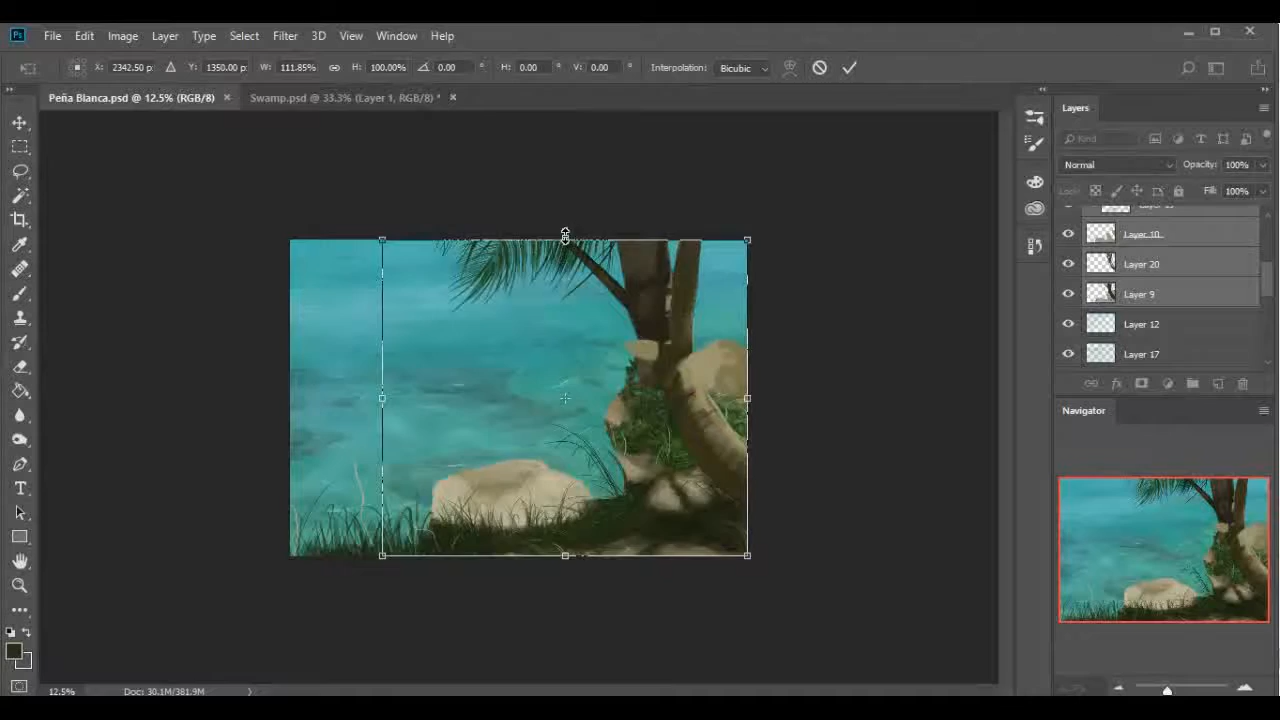 Ps File Edit Image Layer Type Select Filter 3D View Window Help
X: 2342.50 p: Y: 1350.00 p: W: 111.85% H: 100.00% 0.00 ° H: 0.00 ° V: 0.00 ° Interpolation: Bicubic
Peña Blanca.psd @ 12.5% (RGB/8) × Swamp.psd @ 33.3% (Layer 1, RGB/8) * ×
Layers
Kind
Normal Opacity: 100%
Lock: Fill: 100%
Layer 10
Layer 20
Layer 9
Layer 12
Layer 17
Navigator
12.5% Doc: 30.1M/381.9M